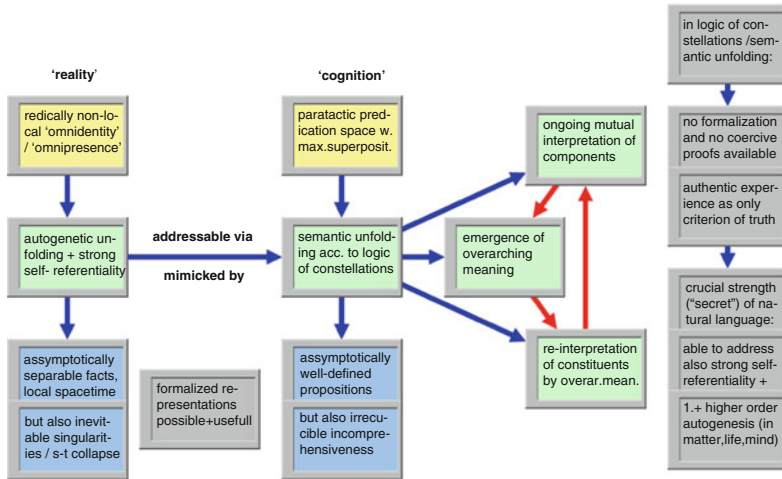 'reality'
redically non-lo-
cal 'omnidentity'
/ 'omnipresence'
autogenetic un-
folding + strong
self- referentiality
assymptotically
separable facts,
local spacetime
but also inevit-
able singularit-
ies / s-t collapse
addressable via
mimicked by
formalized re-
presentations
possible+usefull
'cognition'
paratactic pred-
ication space w.
max.superposit.
semantic unfold-
ing acc. to logic
of constellations
assymptotically
well-defined
propositions
but also irrecu-
cible incompre-
hensiveness
ongoing mutual
interpretation of
components
emergence of
overarching
meaning
re-interpretation
of constituents
by overar.mean.
in logic of con-
stellations /sem-
antic unfolding:
no formalization
and no coercive
proofs available
authentic exper-
ience as only
criterion of truth
crucial strength
("secret") of na-
tural language:
able to address
also strong self-
referentiality +
1.+ higher order
autogenesis (in
matter,life,mind)